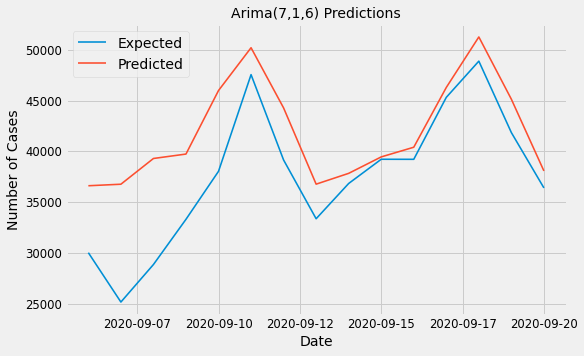 Arima(7,1,6) Predictions
Expected
Predicted
50000
45000
40000
35000
30000
25000
Number of Cases
2020-09-07 2020-09-10 2020-09-12 2020-09-15 2020-09-17 2020-09-20
Date